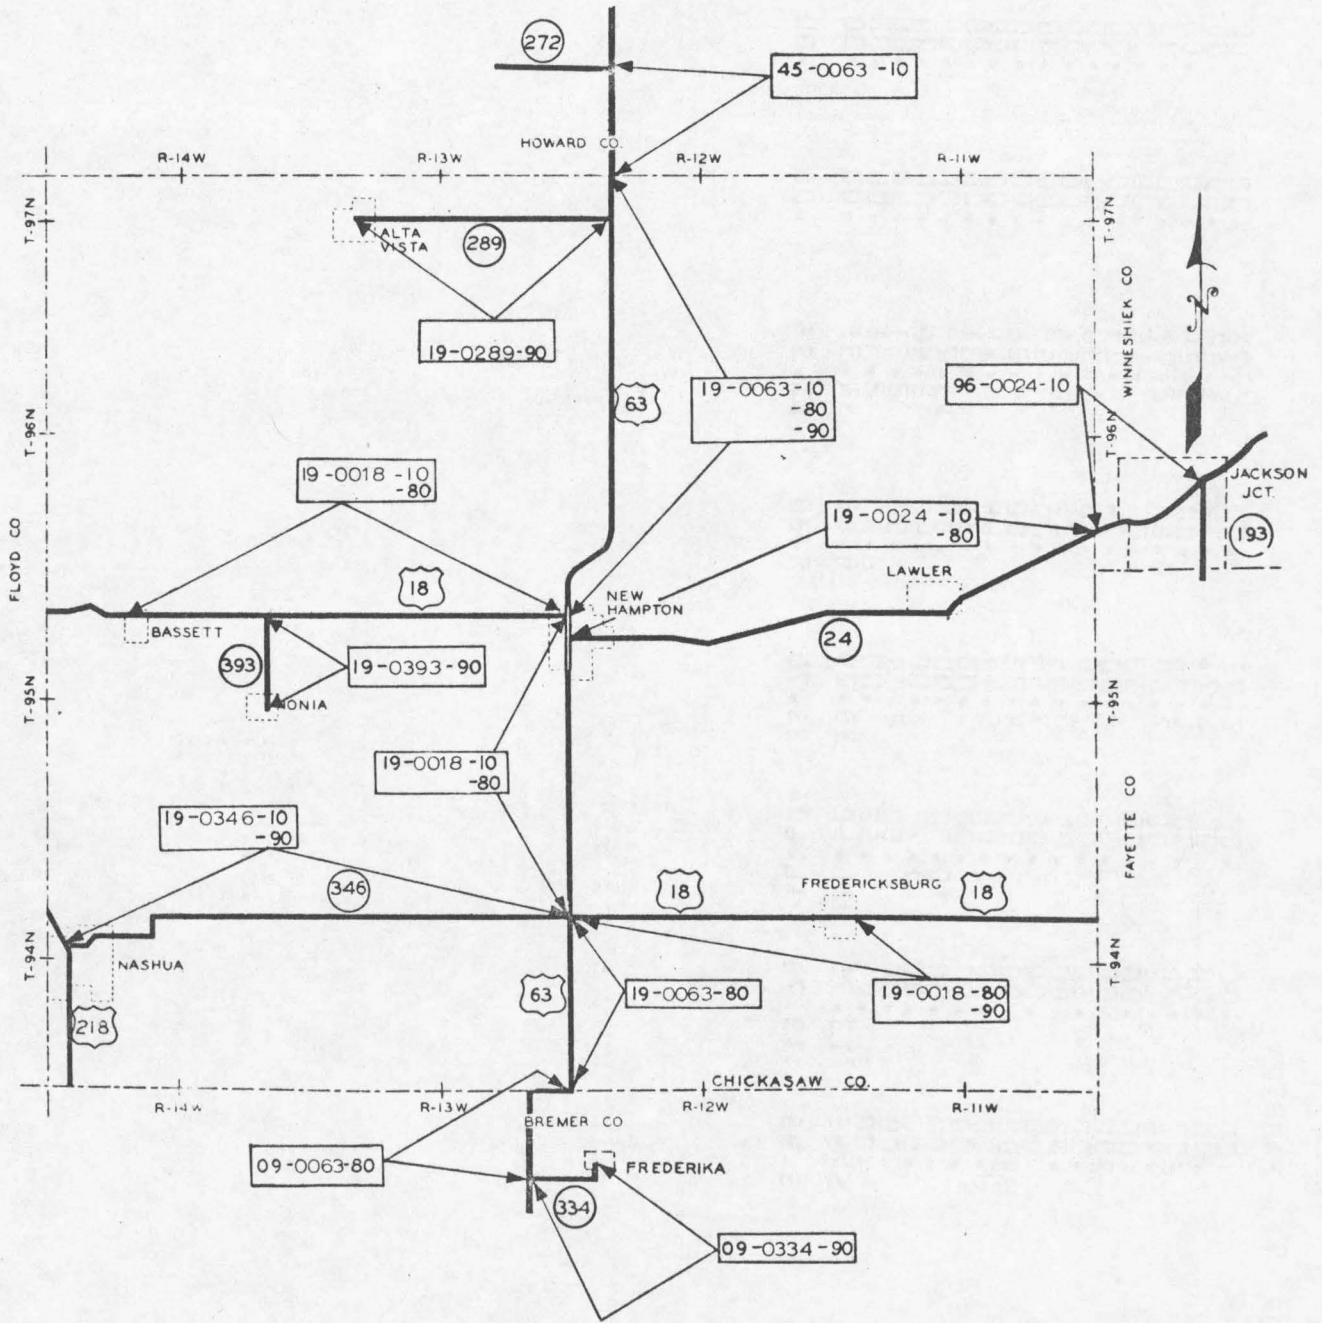 272
45-0063-10
HOWARD CO.
R-14W
R-13W
R-12W
R-11W
T-97N
T-97N
ALTA
VISTA
289
WINNESHIEK CO
19-0289-90
63
19-0063-10
-80
-90
96-0024-10
T-96N
T-96N
19-0018-10
-80
JACKSON
JCT.
19-0024-10
-80
193
FLOYD CO
18
LAWLER
NEW
HAMPTON
BASSETT
24
393
19-0393-90
IONIA
T-95N
T-95N
19-0018-10
-80
19-0346-10
-90
FAYETTE CO
346
18
FREDERICKSBURG
18
T-94N
T-94N
NASHUA
63
19-0063-80
19-0018-80
-90
218
CHICKASAW CO.
R-14W
R-13W
R-12W
R-11W
BREMER CO
09-0063-80
FREDERIKA
334
09-0334-90